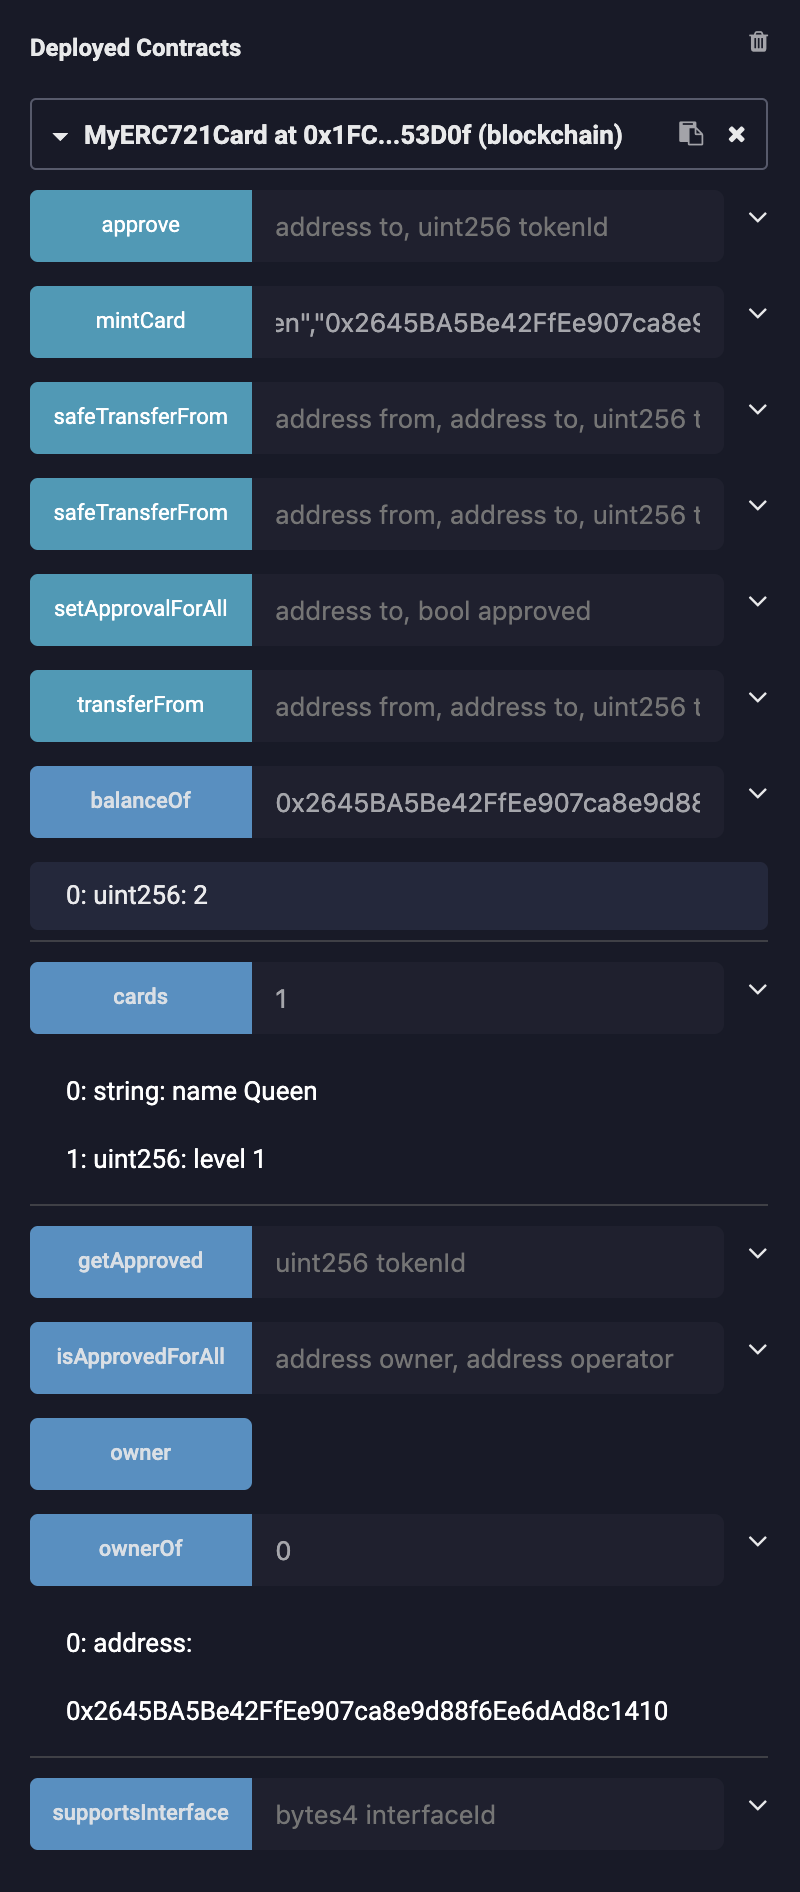 Deployed Contracts
MyERC721Card at 0x1FC...53D0f (blockchain)
approve address to, uint256 tokenId
mintCard en","0x2645BA5Be42FfEe907ca8e9
safeTransferFrom address from, address to, uint256 t
safeTransferFrom address from, address to, uint256 t
setApprovalForAll address to, bool approved
transferFrom address from, address to, uint256 t
balanceOf 0x2645BA5Be42FfEe907ca8e9d88
0: uint256: 2
cards 1
0: string: name Queen
1: uint256: level 1
getApproved uint256 tokenId
isApprovedForAll address owner, address operator
owner
ownerOf 0
0: address:
0x2645BA5Be42FfEe907ca8e9d88f6Ee6dAd8c1410
supportsInterface bytes4 interfaceId